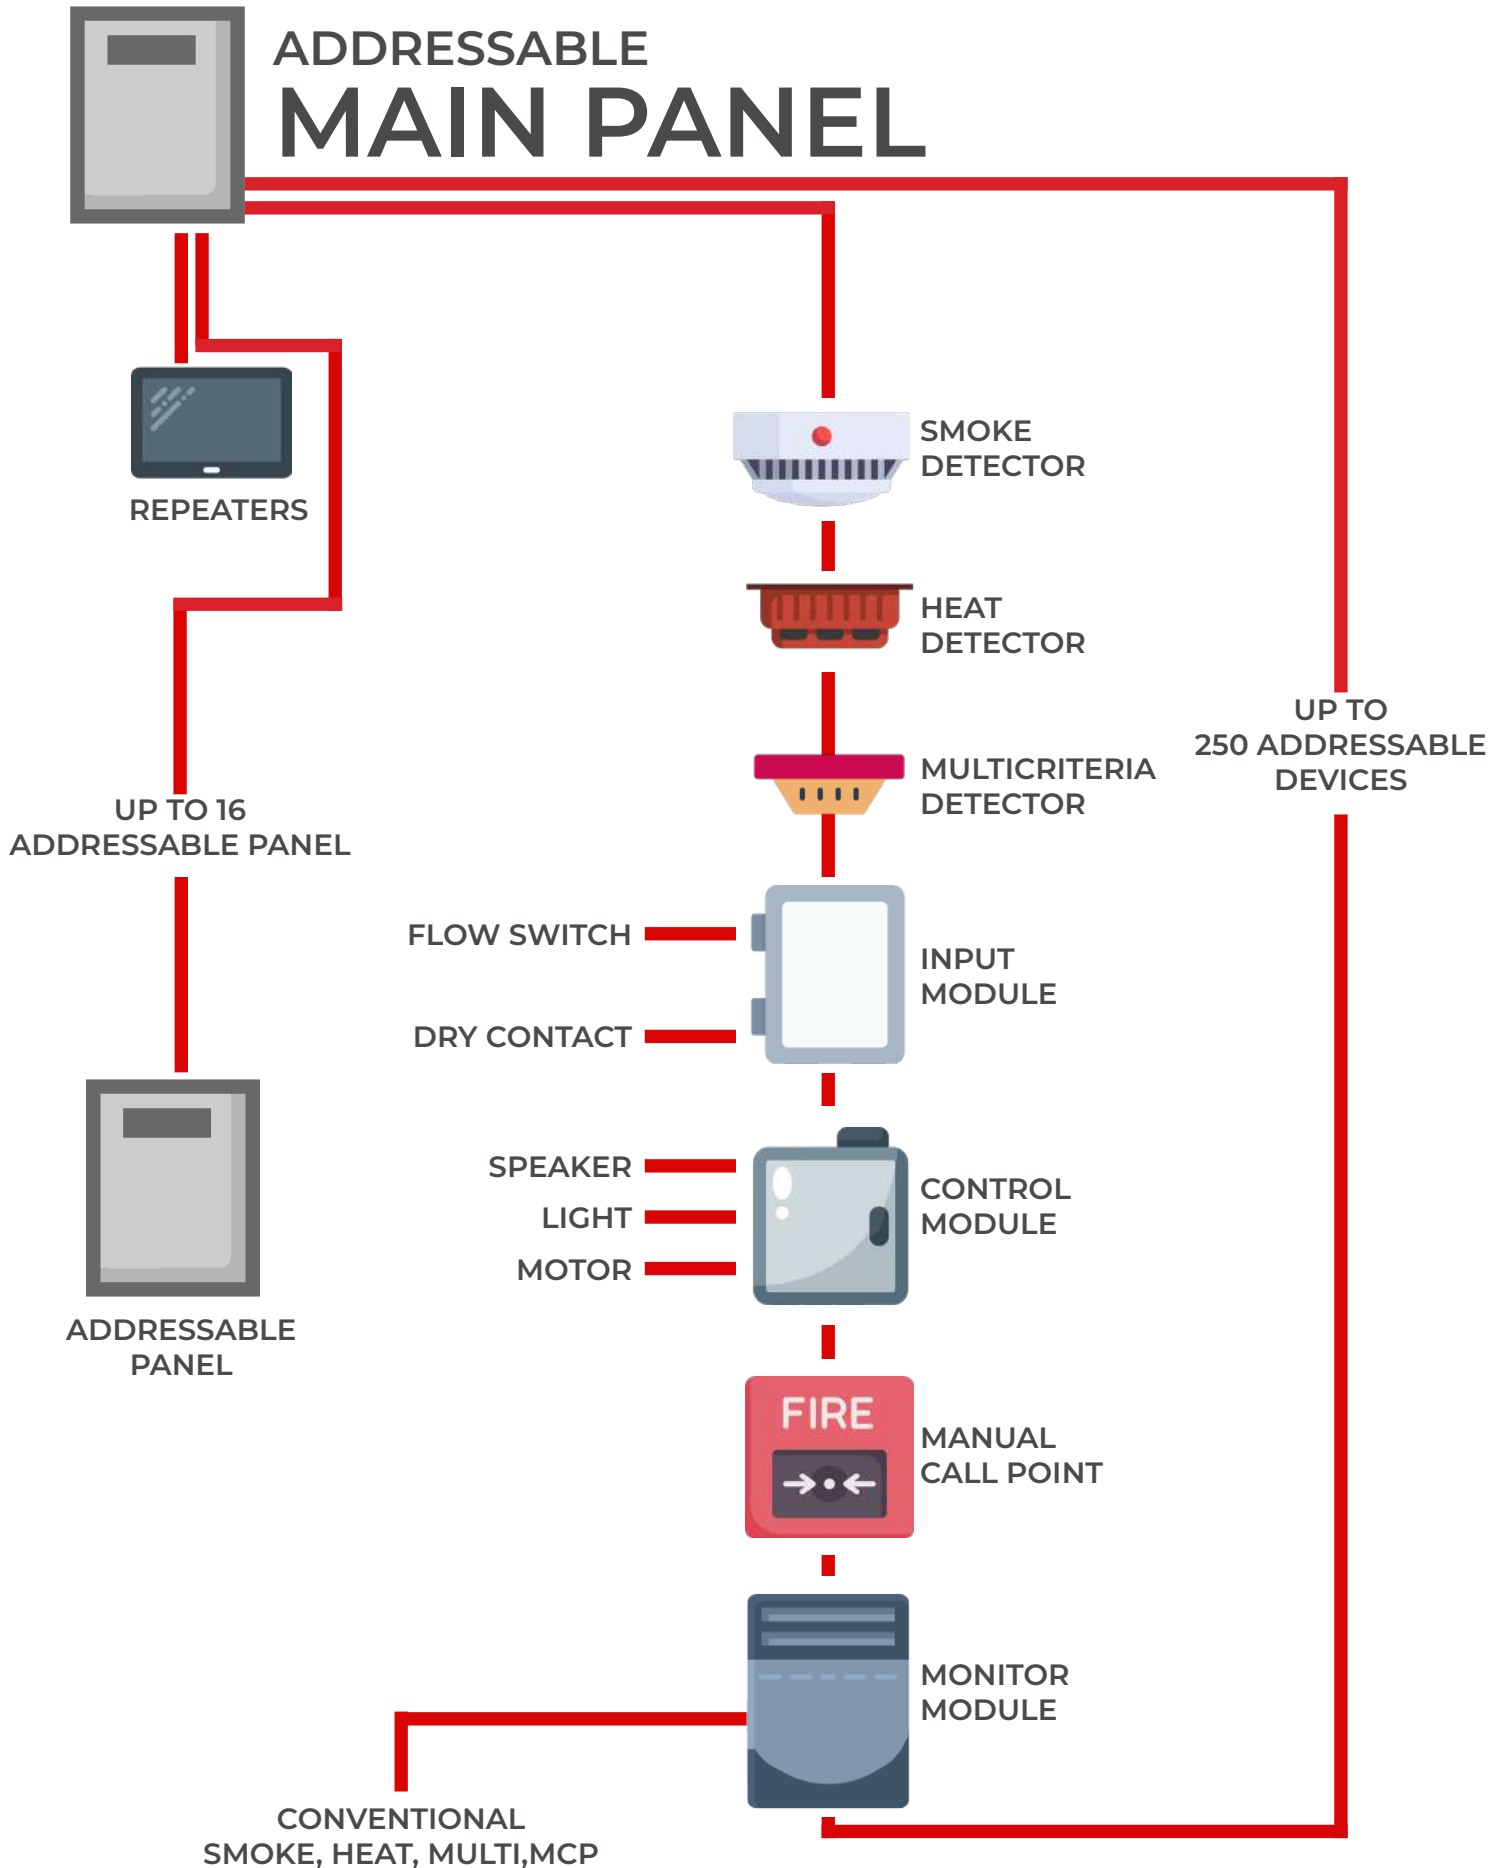 ADDRESSABLE
MAIN PANEL
REPEATERS
SMOKE
DETECTOR
HEAT
DETECTOR
UP TO
250 ADDRESSABLE
DEVICES
MULTICRITERIA
DETECTOR
UP TO 16
ADDRESSABLE PANEL
FLOW SWITCH
INPUT
MODULE
DRY CONTACT
SPEAKER
LIGHT
MOTOR
CONTROL
MODULE
ADDRESSABLE
PANEL
FIRE
MANUAL
CALL POINT
MONITOR
MODULE
CONVENTIONAL
SMOKE, HEAT, MULTI,MCP